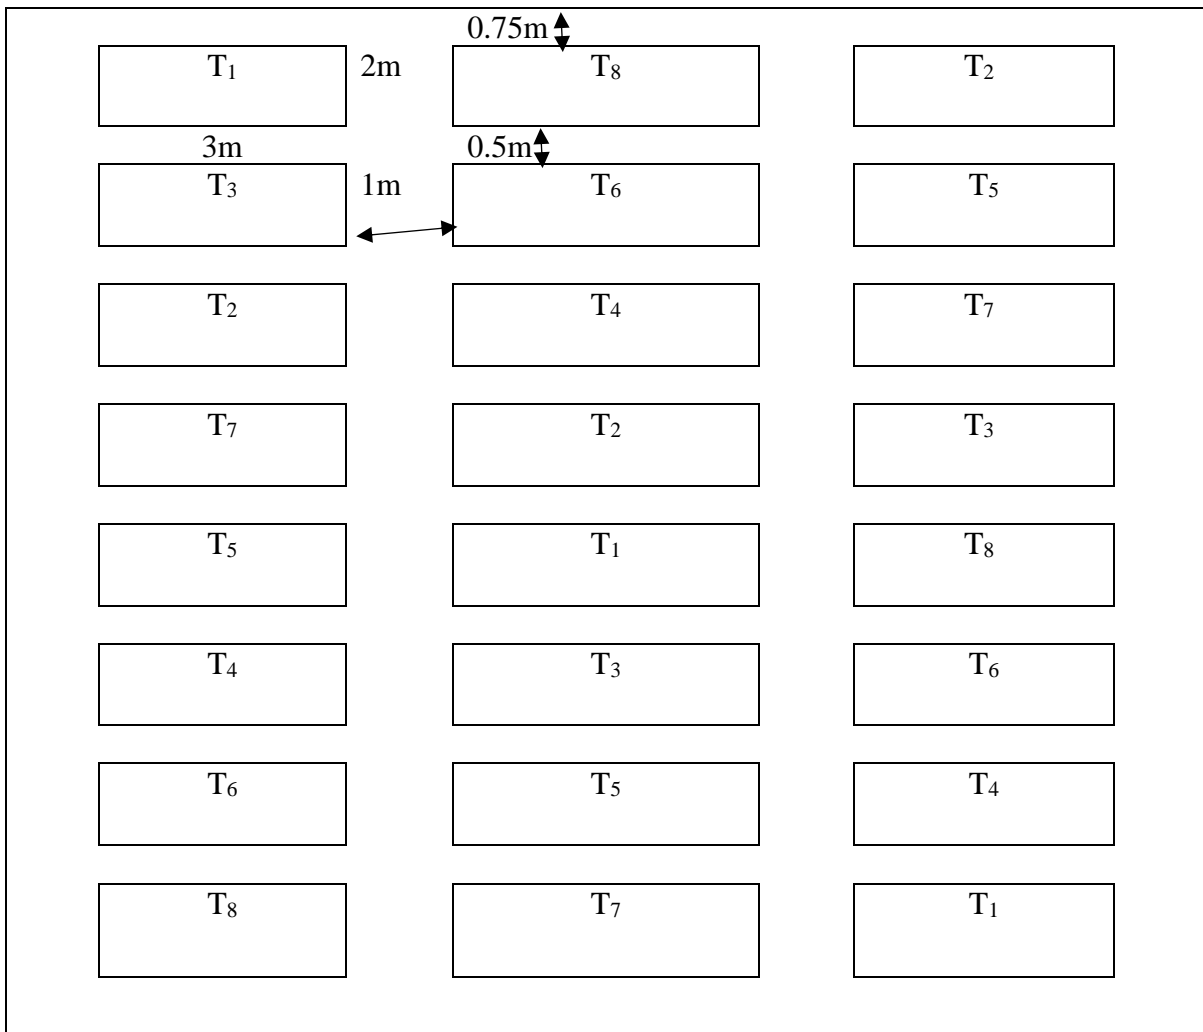 0.75m
T₁ 2m T₈ T₂
3m 0.5m
T₃ 1m T₆ T₅
T₂ T₄ T₇
T₇ T₂ T₃
T₅ T₁ T₈
T₄ T₃ T₆
T₆ T₅ T₄
T₈ T₇ T₁